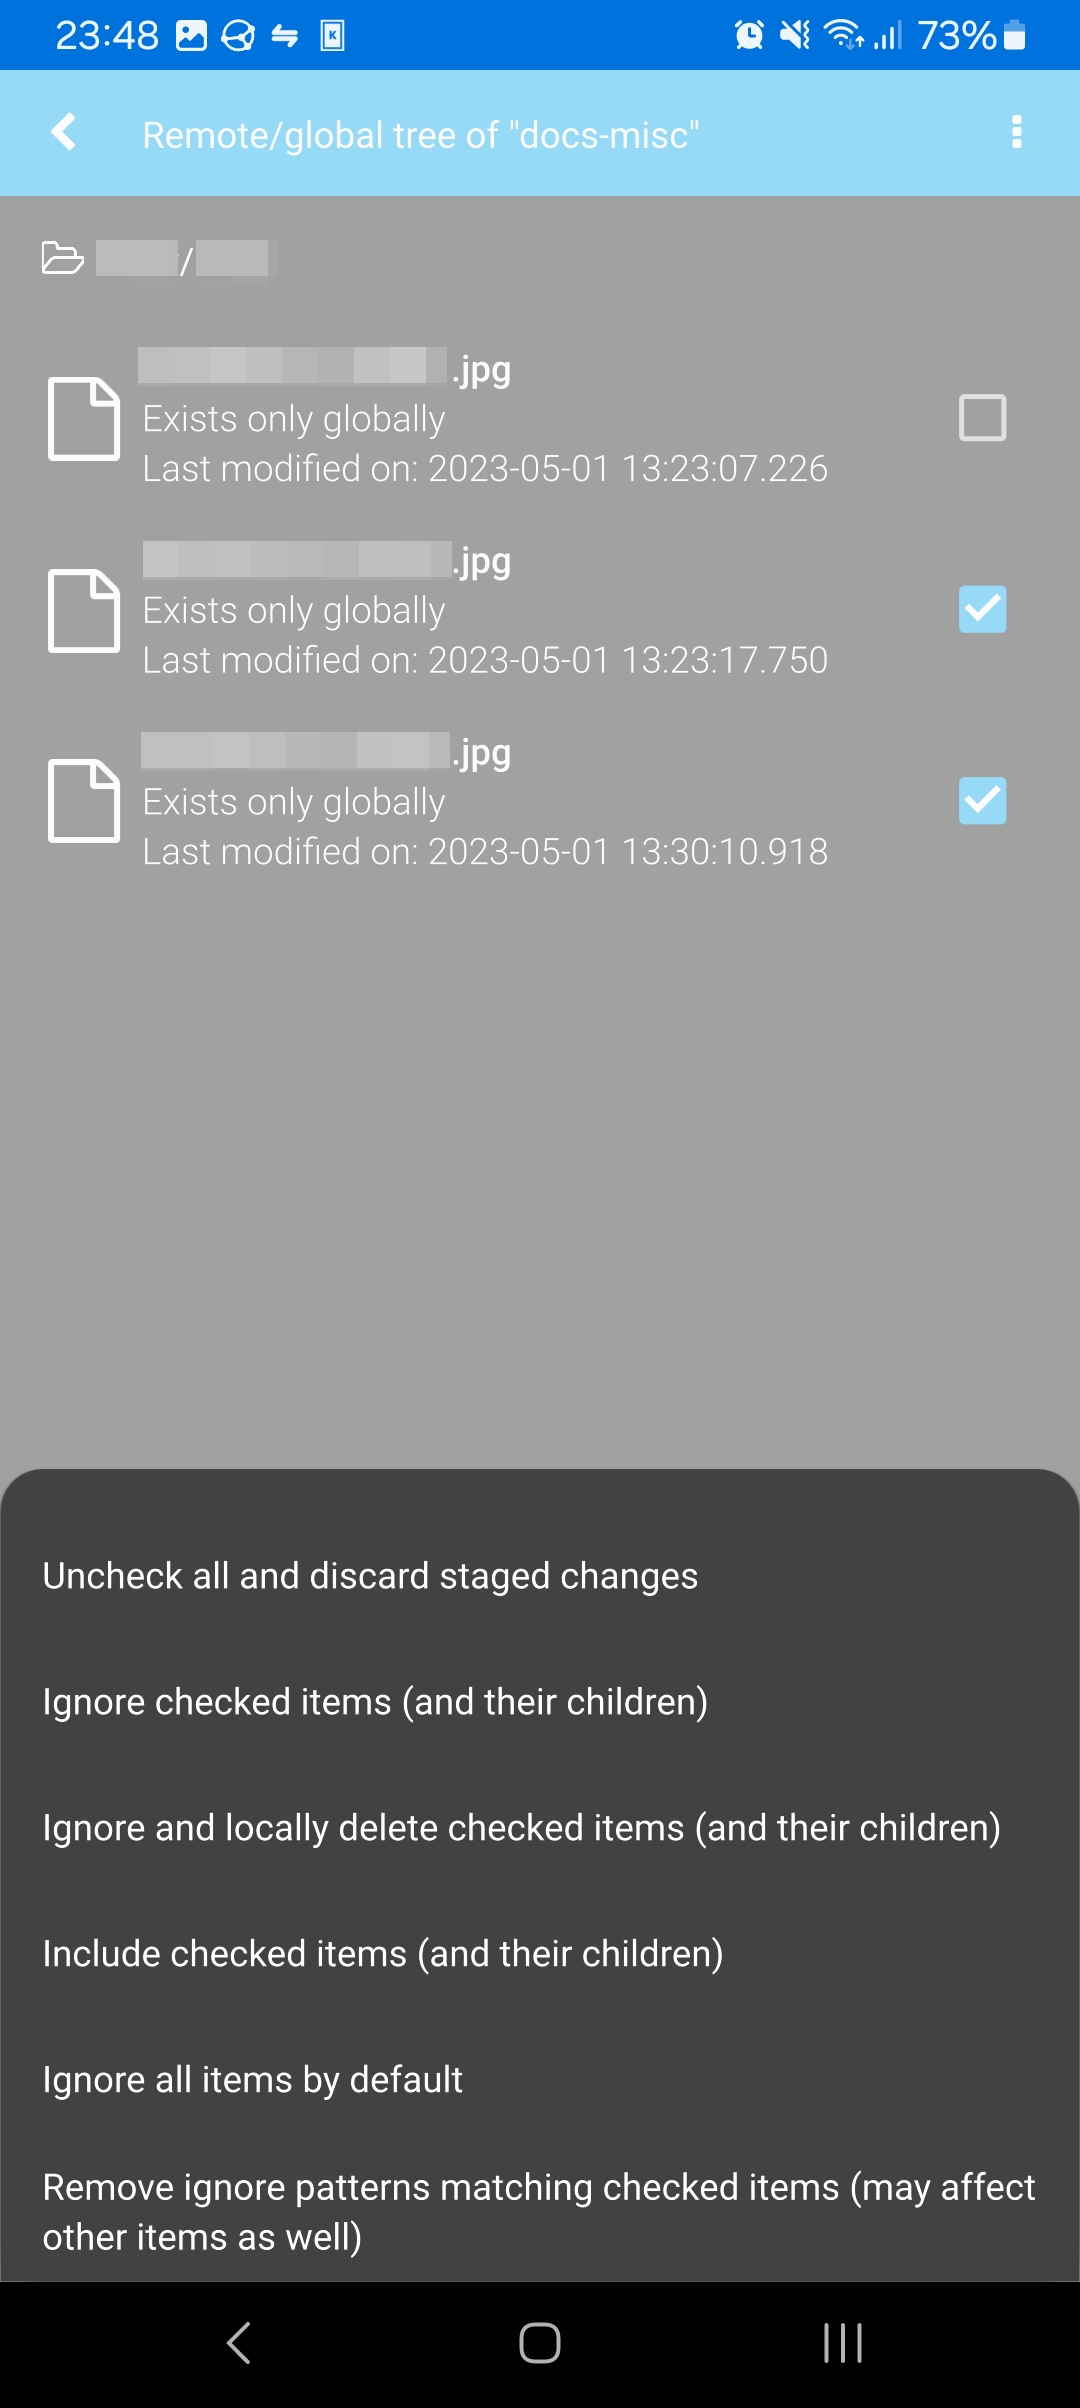 23:48 73%
Remote/global tree of "docs-misc"
/
.jpg
Exists only globally
Last modified on: 2023-05-01 13:23:07.226
.jpg
Exists only globally
Last modified on: 2023-05-01 13:23:17.750
.jpg
Exists only globally
Last modified on: 2023-05-01 13:30:10.918
Uncheck all and discard staged changes
Ignore checked items (and their children)
Ignore and locally delete checked items (and their children)
Include checked items (and their children)
Ignore all items by default
Remove ignore patterns matching checked items (may affect
other items as well)